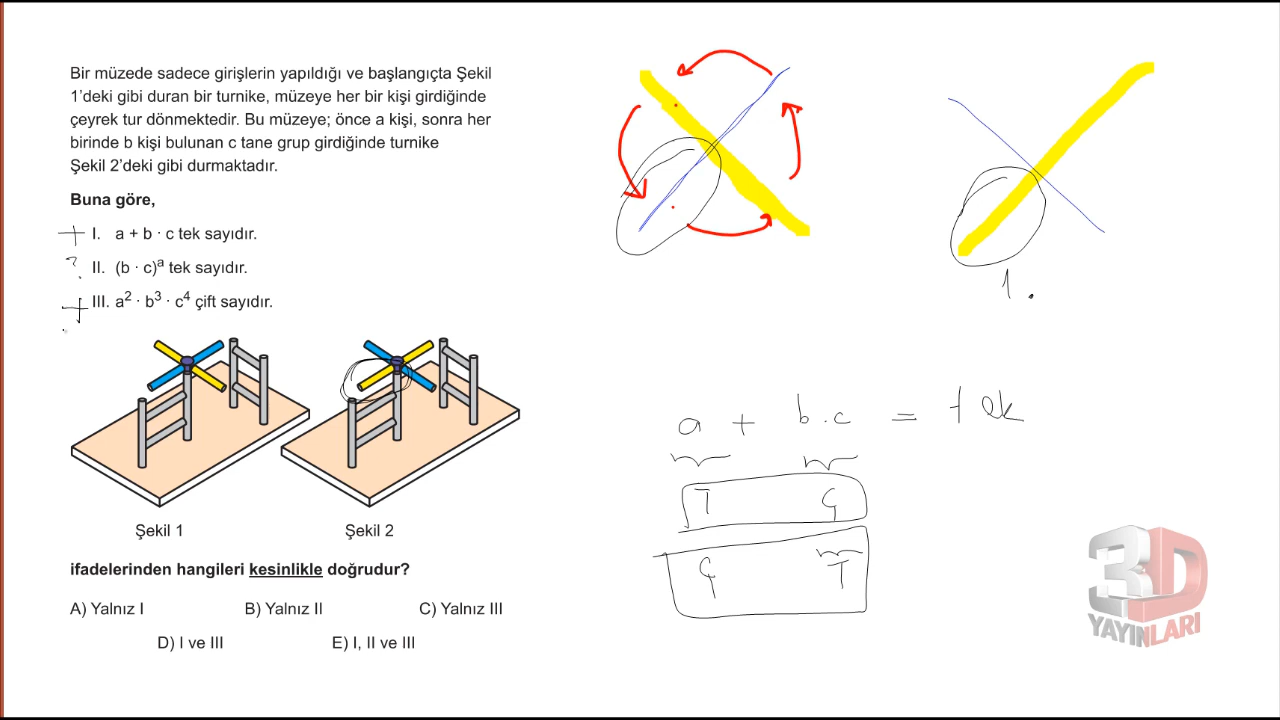 Bir müzede sadece girişlerin yapıldığı ve başlangıçta Şekil
1'deki gibi duran bir turnike, müzeye her bir kişi girdiğinde
çeyrek tur dönmektedir. Bu müzeye; önce a kişi, sonra her
birinde b kişi bulunan c tane grup girdiğinde turnike
Şekil 2'deki gibi durmaktadır.
Buna göre,
+ I. a + b · c tek sayıdır.
? II. (b · c)ᵃ tek sayıdır.
+ III. a² · b³ · c⁴ çift sayıdır.
Şekil 1 Şekil 2
ifadelerinden hangileri kesinlikle doğrudur?
A) Yalnız I B) Yalnız II C) Yalnız III
D) I ve III E) I, II ve III
1.
a + b.c = tek
T Ç
Ç T
3D
YAYINLARI